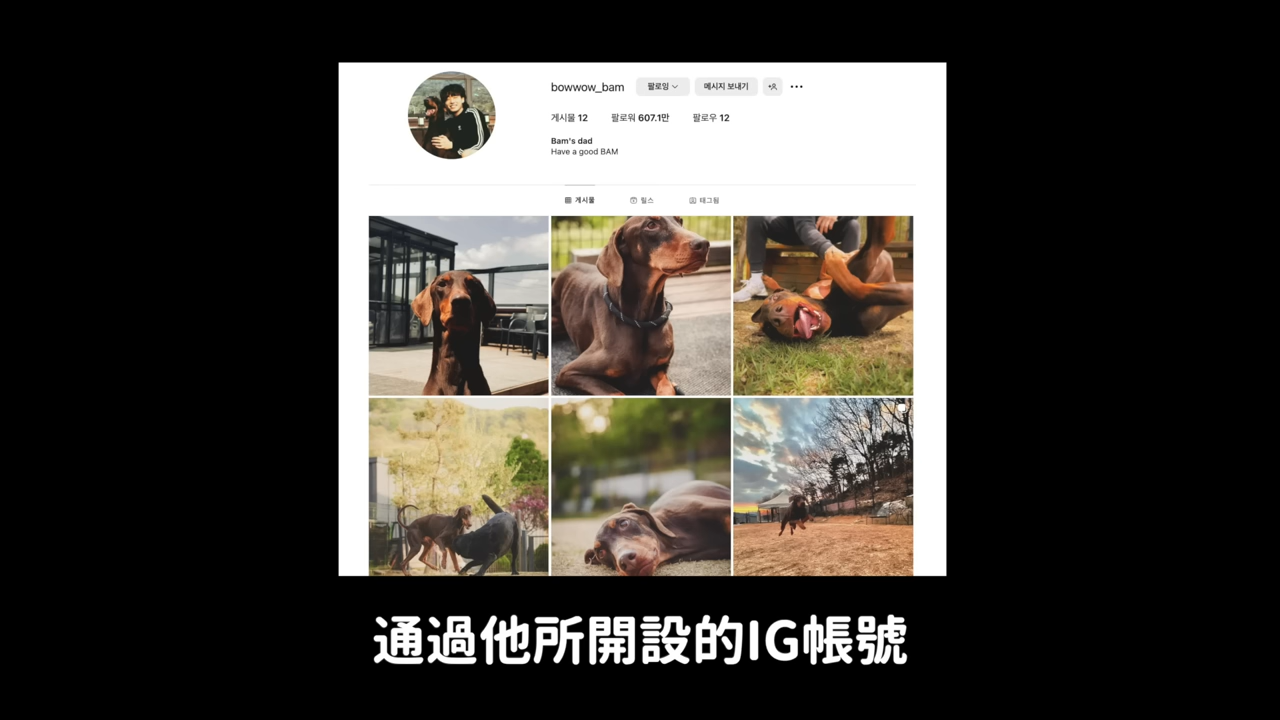 bowwow_bam 팔로잉 메시지 보내기
게시물 12 팔로워 607.1만 팔로우 12
Bam's dad
Have a good BAM
게시물 릴스 태그됨
通過他所開設的IG帳號